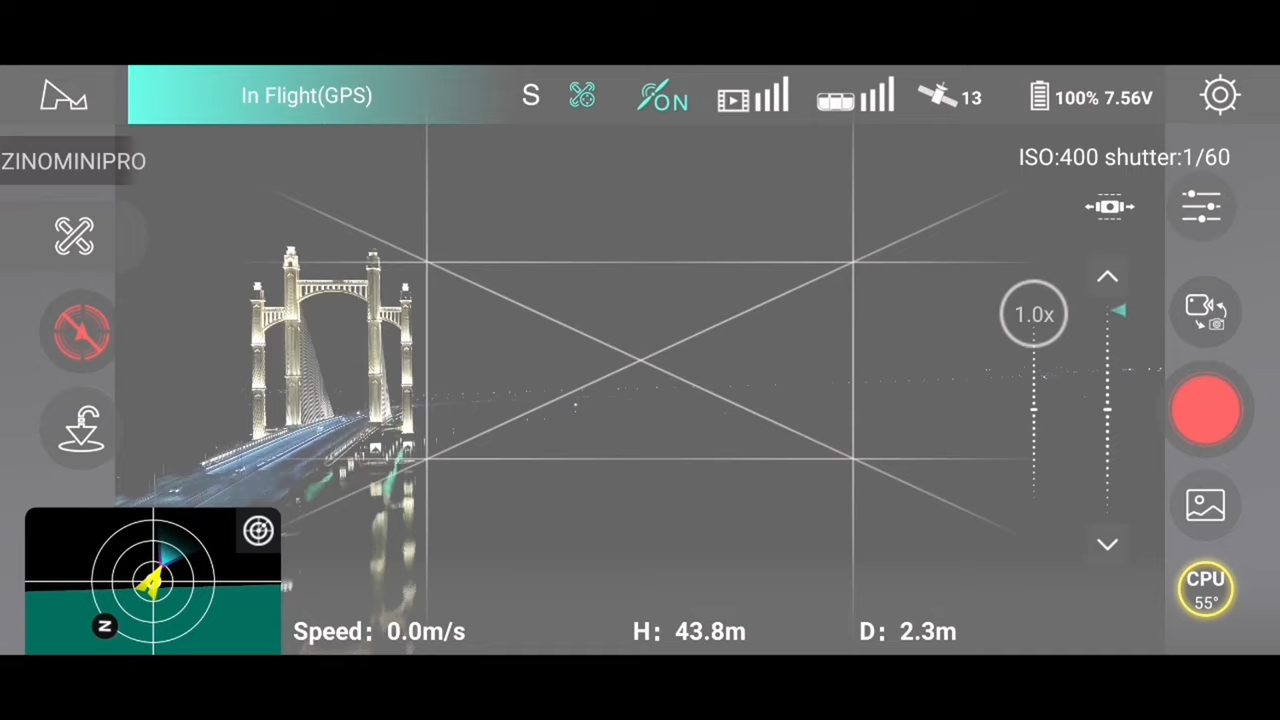 In Flight(GPS)
S
ON
13
100% 7.56V
ZINOMINIPRO
ISO:400 shutter:1/60
1.0x
CPU
55°
N
Speed: 0.0m/s
H: 43.8m
D: 2.3m